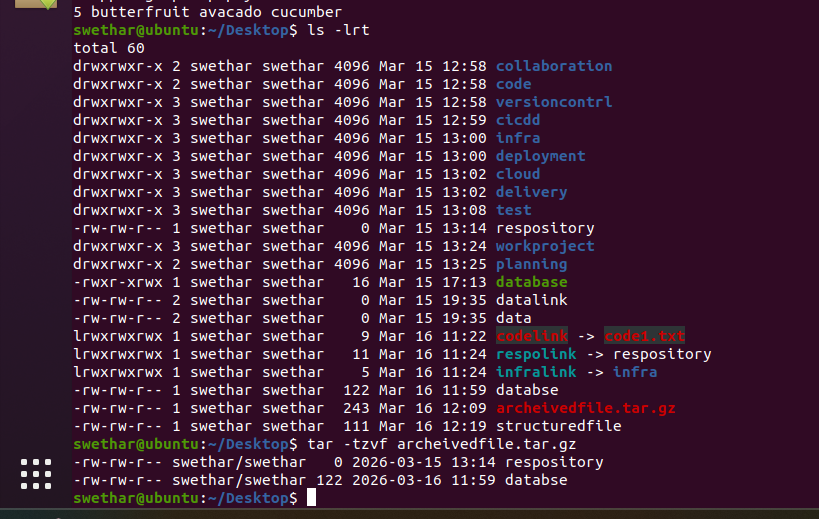 5 butterfruit avacado cucumber
swethar@ubuntu:~/Desktop$ ls -lrt
total 60
drwxrwxr-x 2 swethar swethar 4096 Mar 15 12:58 collaboration
drwxrwxr-x 2 swethar swethar 4096 Mar 15 12:58 code
drwxrwxr-x 3 swethar swethar 4096 Mar 15 12:58 versioncontrl
drwxrwxr-x 3 swethar swethar 4096 Mar 15 12:59 cicdd
drwxrwxr-x 3 swethar swethar 4096 Mar 15 13:00 infra
drwxrwxr-x 3 swethar swethar 4096 Mar 15 13:00 deployment
drwxrwxr-x 3 swethar swethar 4096 Mar 15 13:02 cloud
drwxrwxr-x 3 swethar swethar 4096 Mar 15 13:02 delivery
drwxrwxr-x 3 swethar swethar 4096 Mar 15 13:08 test
-rw-rw-r-- 1 swethar swethar    0 Mar 15 13:14 respository
drwxrwxr-x 3 swethar swethar 4096 Mar 15 13:24 workproject
drwxrwxr-x 2 swethar swethar 4096 Mar 15 13:25 planning
-rwxr-xrwx 1 swethar swethar   16 Mar 15 17:13 database
-rw-rw-r-- 2 swethar swethar    0 Mar 15 19:35 datalink
-rw-rw-r-- 2 swethar swethar    0 Mar 15 19:35 data
lrwxrwxrwx 1 swethar swethar    9 Mar 16 11:22 codelink -> code1.txt
lrwxrwxrwx 1 swethar swethar   11 Mar 16 11:24 respolink -> respository
lrwxrwxrwx 1 swethar swethar    5 Mar 16 11:24 infralink -> infra
-rw-rw-r-- 1 swethar swethar  122 Mar 16 11:59 databse
-rw-rw-r-- 1 swethar swethar  243 Mar 16 12:09 archeivedfile.tar.gz
-rw-rw-r-- 1 swethar swethar  111 Mar 16 12:19 structuredfile
swethar@ubuntu:~/Desktop$ tar -tzvf archeivedfile.tar.gz
-rw-rw-r-- swethar/swethar   0 2026-03-15 13:14 respository
-rw-rw-r-- swethar/swethar 122 2026-03-16 11:59 databse
swethar@ubuntu:~/Desktop$